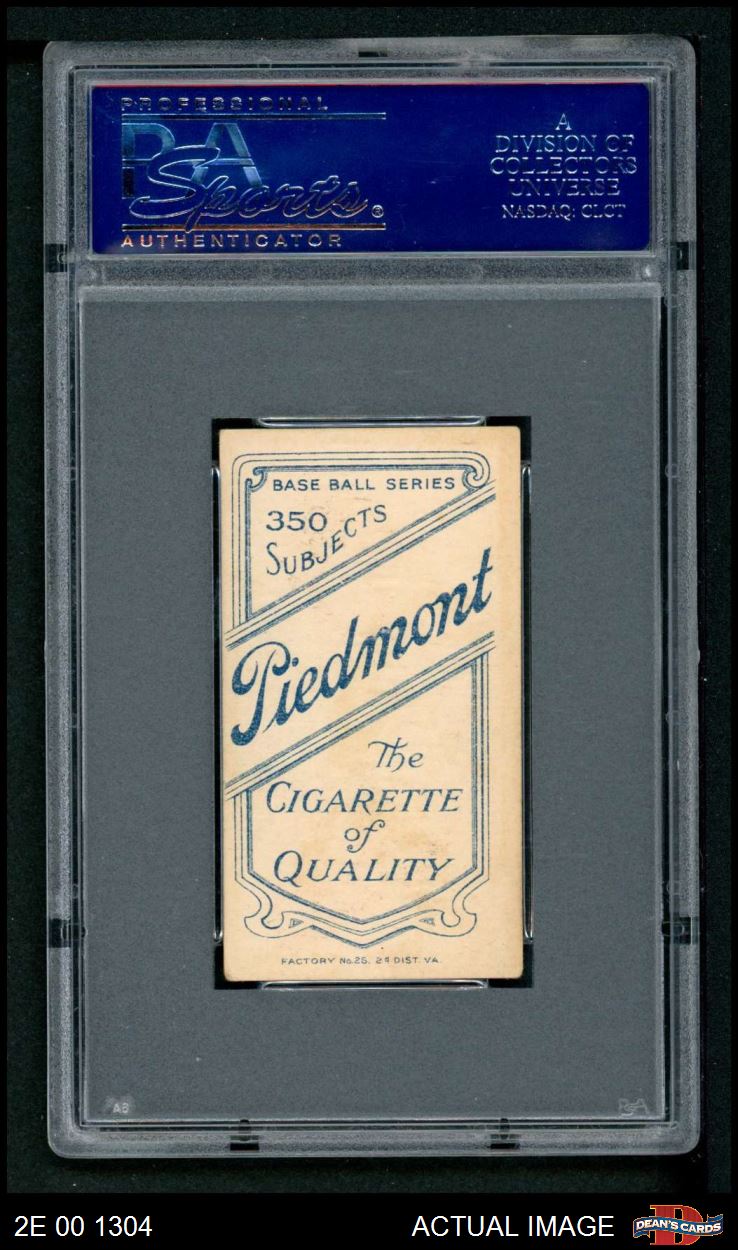 PROFESSIONAL
PSA
Sports®
AUTHENTICATOR
A
DIVISION OF
COLLECTORS
UNIVERSE
NASDAQ: CLCT
BASE BALL SERIES
350
SUBJECTS
Piedmont
The
CIGARETTE
of
QUALITY
FACTORY No.25. 2d DIST. VA.
PSA
2E 00 1304
ACTUAL IMAGE
DEAN'S CARDS